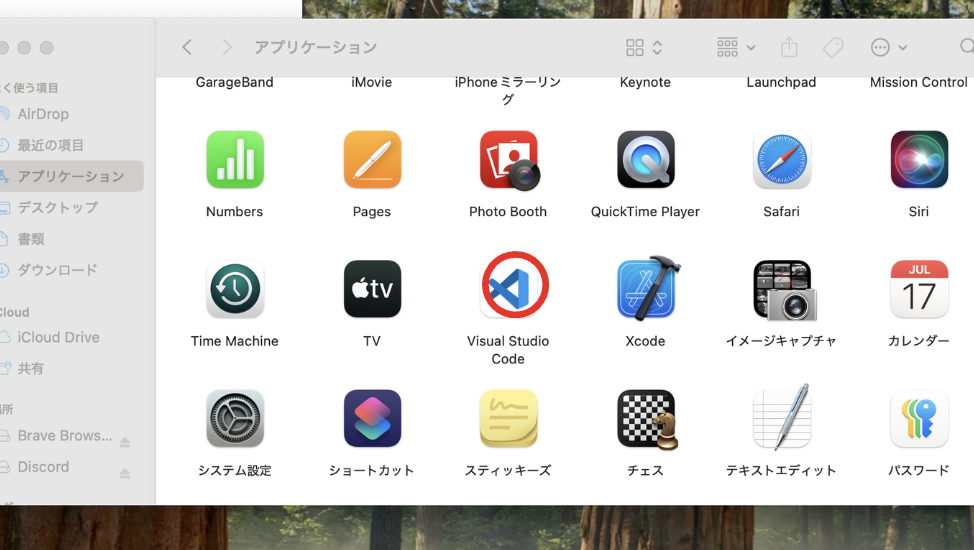 アプリケーション
く使う項目
AirDrop
最近の項目
アプリケーション
デスクトップ
書類
ダウンロード
iCloud Drive
共有
Brave Brows...
Discord
GarageBand
iMovie
iPhone ミラーリン
グ
Keynote
Launchpad
Mission Control
Numbers
Pages
Photo Booth
QuickTime Player
Safari
Siri
Time Machine
tv
TV
Visual Studio
Code
Xcode
イメージキャプチャ
JUL
17
カレンダー
システム設定
ショートカット
スティッキーズ
チェス
テキストエディット
パスワード